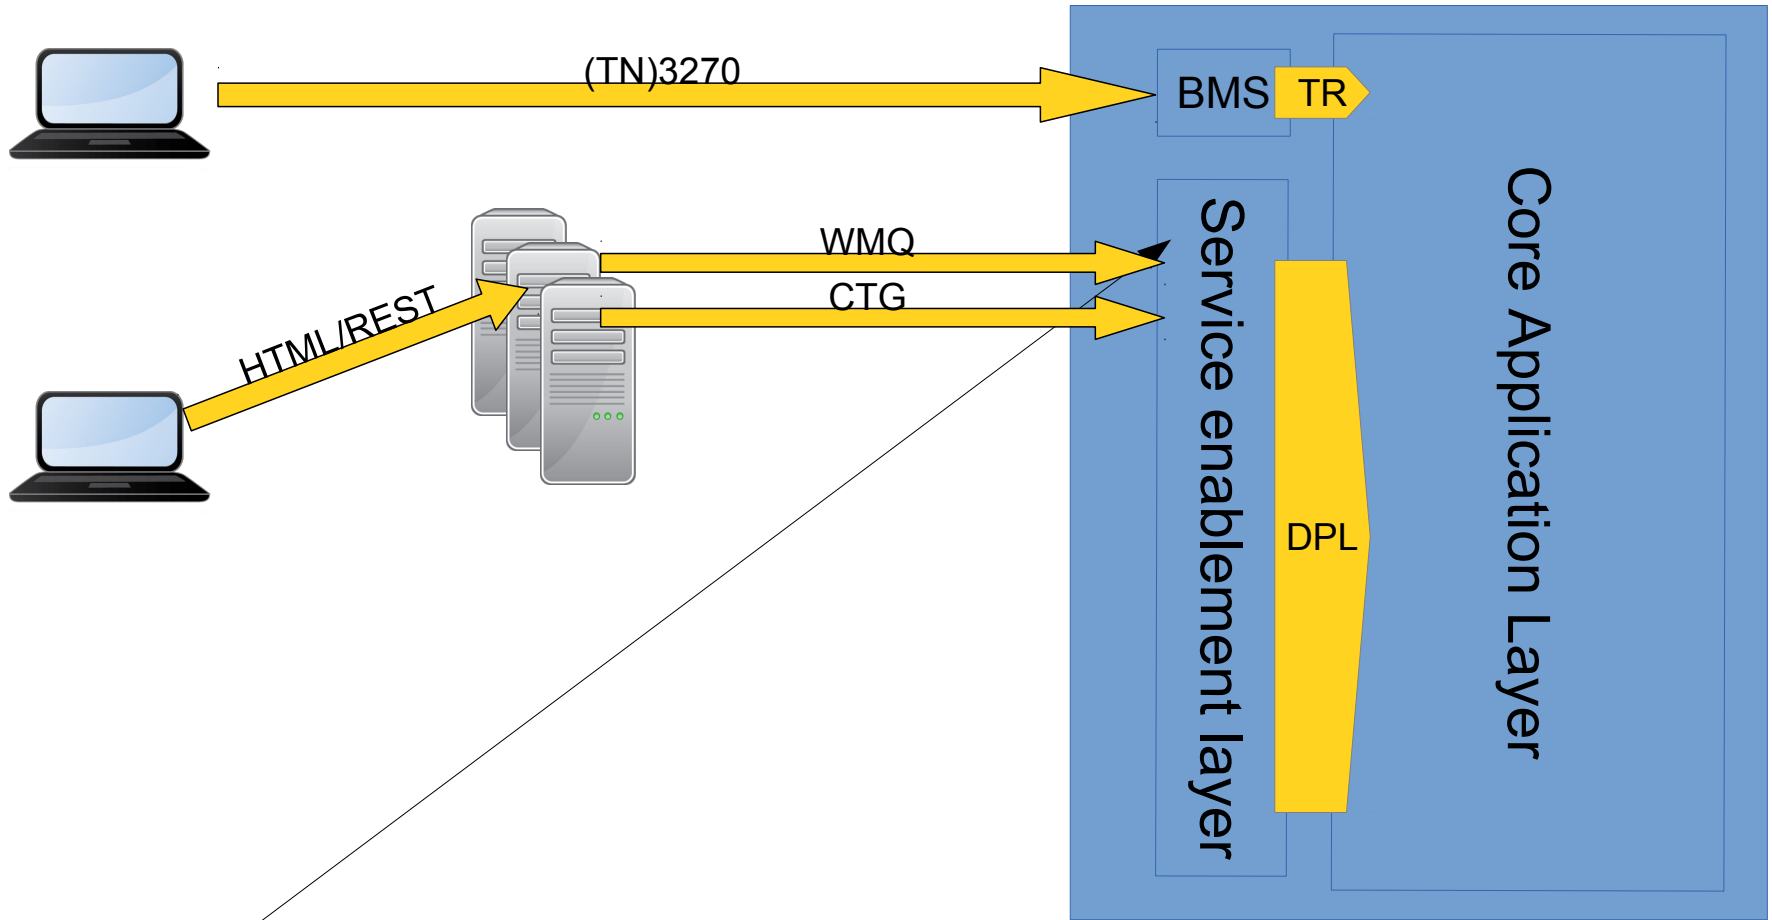 (TN)3270
BMS
TR
WMQ
CTG
HTML/REST
Service enablement layer
DPL
Core Application Layer